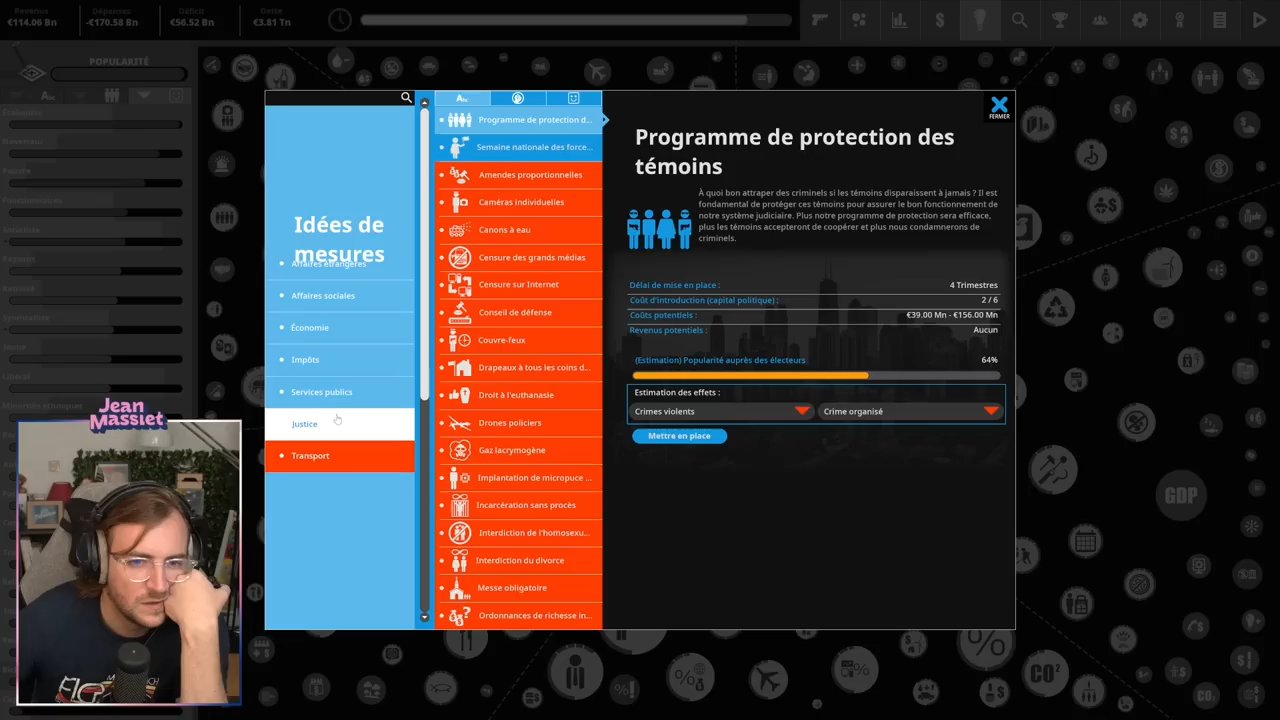 Revenus
Dépenses
Déficit
Dette
€114.06 Bn
-€170.58 Bn
€56.52 Bn
€3.81 Tn
POPULARITÉ
Idées de
mesures
Affaires étrangères
Affaires sociales
Économie
Impôts
Services publics
Justice
Transport
Programme de protection d...
Semaine nationale des force...
Amendes proportionnelles
Caméras individuelles
Canons à eau
Censure des grands médias
Censure sur Internet
Conseil de défense
Couvre-feux
Drapeaux à tous les coins d...
Droit à l'euthanasie
Drones policiers
Gaz lacrymogène
Implantation de micropuce ...
Incarcération sans procès
Interdiction de l'homosexu...
Interdiction du divorce
Messe obligatoire
Ordonnances de richesse in...
FERMER
Programme de protection des
témoins
À quoi bon attraper des criminels si les témoins disparaissent à jamais ? Il est
fondamental de protéger ces témoins pour assurer le bon fonctionnement de
notre système judiciaire. Plus notre programme de protection sera efficace,
plus les témoins accepteront de coopérer et plus nous condamnerons de
criminels.
Délai de mise en place :
4 Trimestres
Coût d'introduction (capital politique) :
2 / 6
Coûts potentiels :
€39.00 Mn - €156.00 Mn
Revenus potentiels :
Aucun
(Estimation) Popularité auprès des électeurs
64%
Estimation des effets :
Crimes violents
Crime organisé
Mettre en place
Jean
Massiet
GDP
CO²